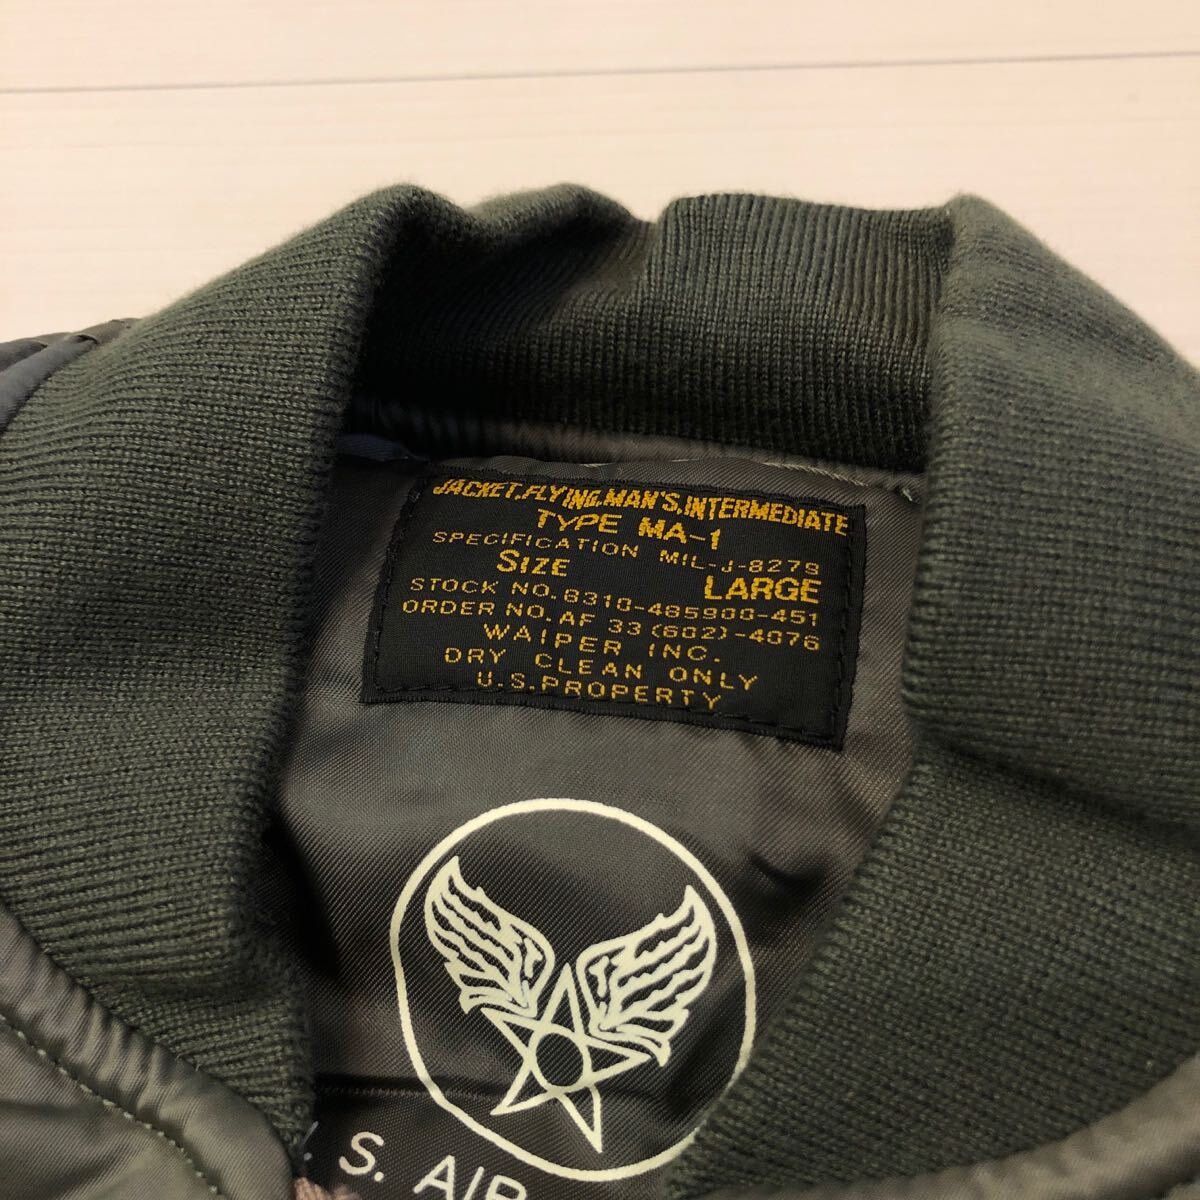 JACKET,FLYING,MAN'S,INTERMEDIATE
TYPE MA-1
SPECIFICATION MIL-J-8279
SIZE LARGE
STOCK NO.8310-485900-451
ORDER NO.AF 33(602)-4076
WAIPER INC.
DRY CLEAN ONLY
U.S.PROPERTY
. S. AIR